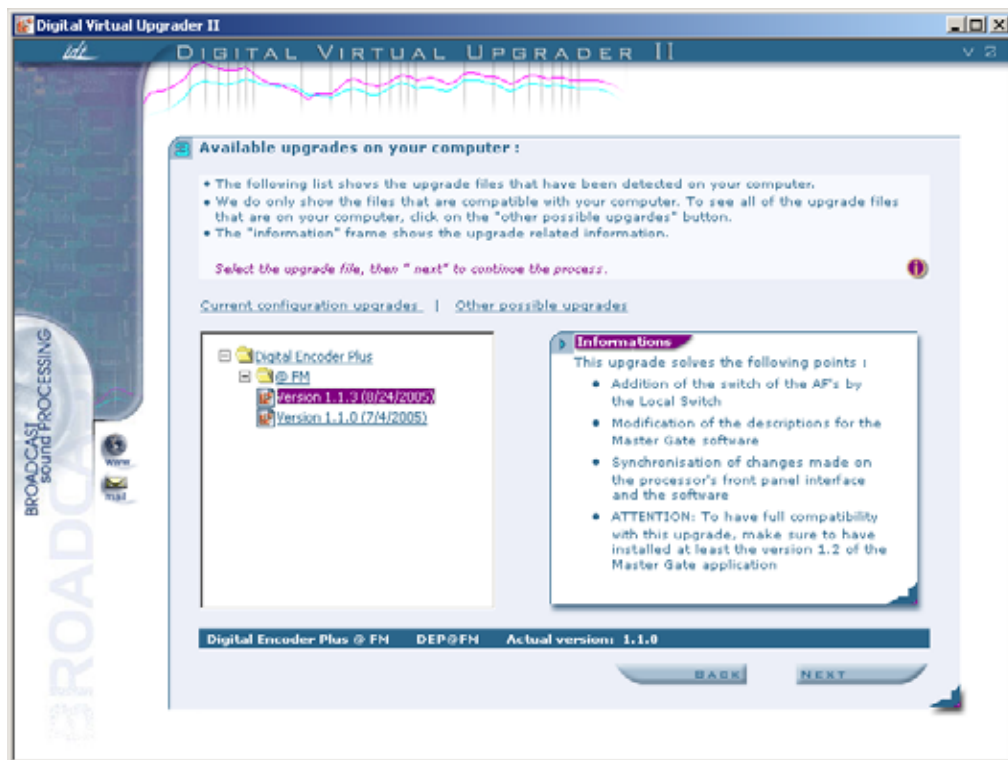 Digital Virtual Upgrader II
idt
DIGITAL VIRTUAL UPGRADER II
V 2
Available upgrades on your computer :
• The following list shows the upgrade files that have been detected on your computer.
• We do only show the files that are compatible with your computer. To see all of the upgrade files
that are on your computer, click on the "other possible upgardes" button.
• The "information" frame shows the upgrade related information.
Select the upgrade file, then " next" to continue the process.
Current configuration upgrades | Other possible upgrades
Digital Encoder Plus
@ FM
Version 1.1.3 (8/24/2005)
Version 1.1.0 (7/4/2005)
Informations
This upgrade solves the following points :
• Addition of the switch of the AF's by
the Local Switch
• Modification of the descriptions for the
Master Gate software
• Synchronisation of changes made on
the processor's front panel interface
and the software
• ATTENTION: To have full compatibility
with this upgrade, make sure to have
installed at least the version 1.2 of the
Master Gate application
BROADCAST
sound PROCESSING
www
mail
BROADCAST
Digital Encoder Plus @ FM DEP@FM Actual version: 1.1.0
BACK
NEXT